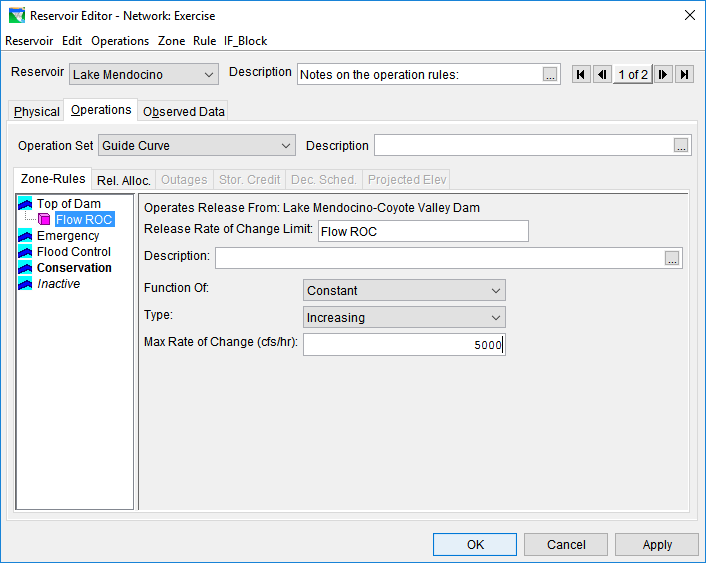 Reservoir Editor - Network: Exercise
Reservoir Edit Operations Zone Rule IF_Block
Reservoir Lake Mendocino Description Notes on the operation rules: ... 1 of 2
Physical Operations Observed Data
Operation Set Guide Curve Description ...
Zone-Rules Rel. Alloc. Outages Stor. Credit Dec. Sched. Projected Elev
Top of Dam
Flow ROC
Emergency
Flood Control
Conservation
Inactive
Operates Release From: Lake Mendocino-Coyote Valley Dam
Release Rate of Change Limit: Flow ROC
Description: ...
Function Of: Constant
Type: Increasing
Max Rate of Change (cfs/hr): 5000
OK Cancel Apply